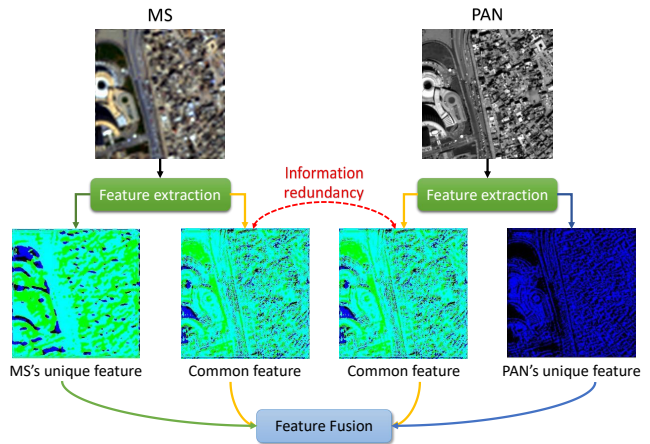 MS
PAN
Information
redundancy
Feature extraction
Feature extraction
MS's unique feature
Common feature
Common feature
PAN's unique feature
Feature Fusion